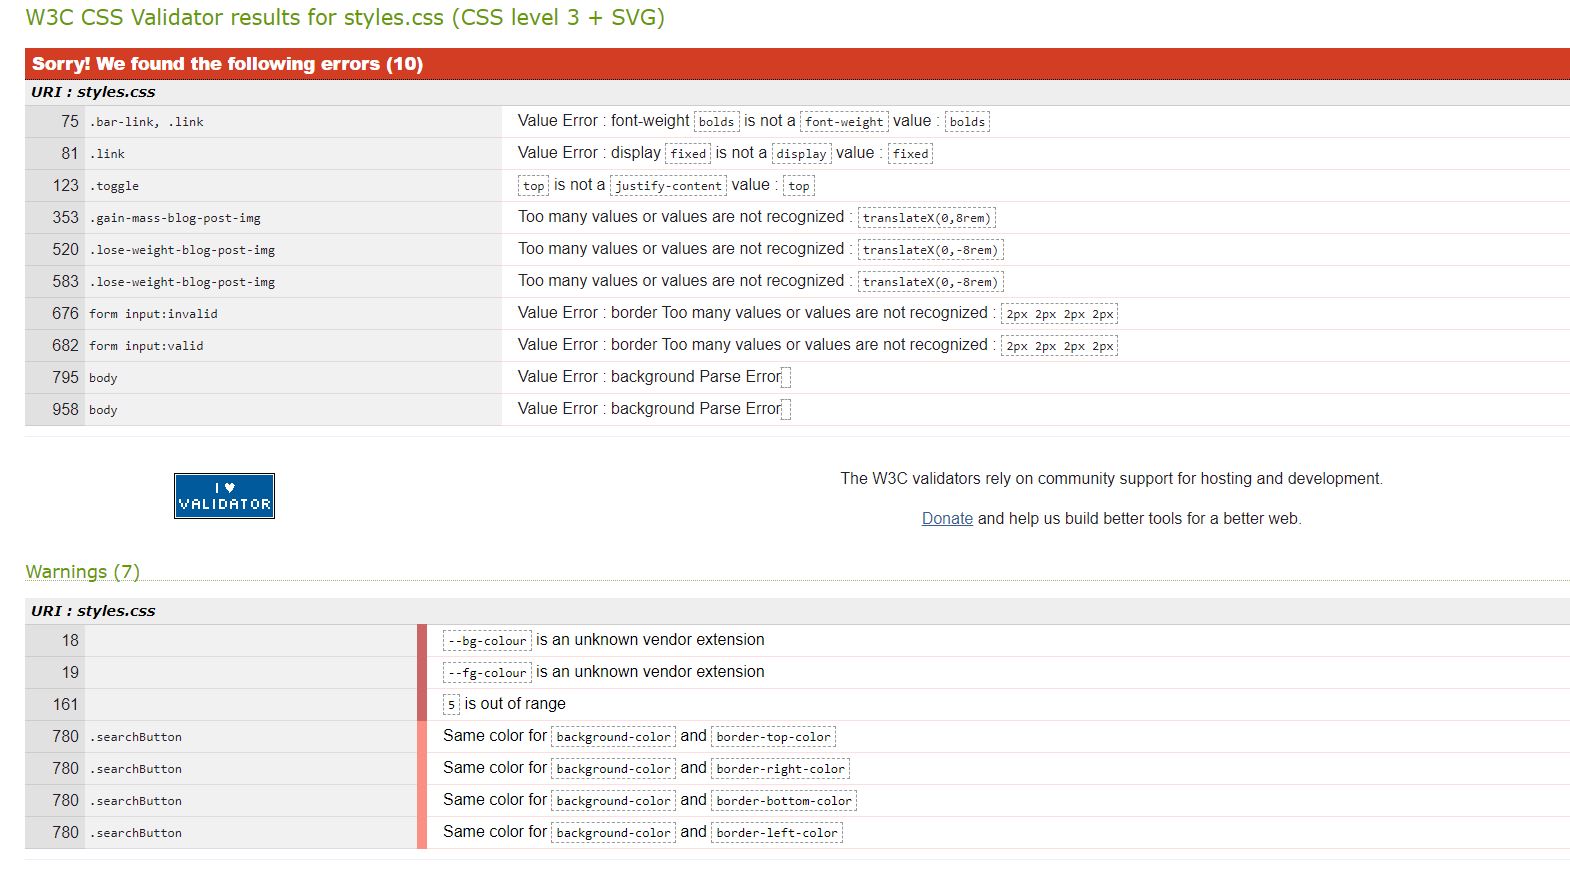 W3C CSS Validator results for styles.css (CSS level 3 + SVG)
Sorry! We found the following errors (10)
URI : styles.css
75 .bar-link, .link Value Error : font-weight bolds is not a font-weight value : bolds
81 .link Value Error : display fixed is not a display value : fixed
123 .toggle top is not a justify-content value : top
353 .gain-mass-blog-post-img Too many values or values are not recognized : translateX(0,8rem)
520 .lose-weight-blog-post-img Too many values or values are not recognized : translateX(0,-8rem)
583 .lose-weight-blog-post-img Too many values or values are not recognized : translateX(0,-8rem)
676 form input:invalid Value Error : border Too many values or values are not recognized : 2px 2px 2px 2px
682 form input:valid Value Error : border Too many values or values are not recognized : 2px 2px 2px 2px
795 body Value Error : background Parse Error
958 body Value Error : background Parse Error
I ♥
VALIDATOR
The W3C validators rely on community support for hosting and development.
Donate and help us build better tools for a better web.
Warnings (7)
URI : styles.css
18 --bg-colour is an unknown vendor extension
19 --fg-colour is an unknown vendor extension
161 5 is out of range
780 .searchButton Same color for background-color and border-top-color
780 .searchButton Same color for background-color and border-right-color
780 .searchButton Same color for background-color and border-bottom-color
780 .searchButton Same color for background-color and border-left-color